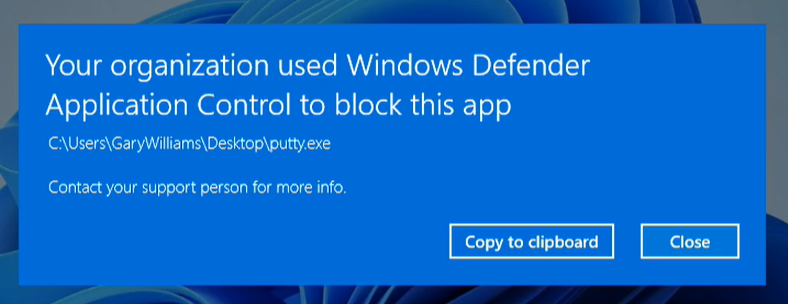 Your organization used Windows Defender
Application Control to block this app
C:\Users\GaryWilliams\Desktop\putty.exe
Contact your support person for more info.
Copy to clipboard
Close